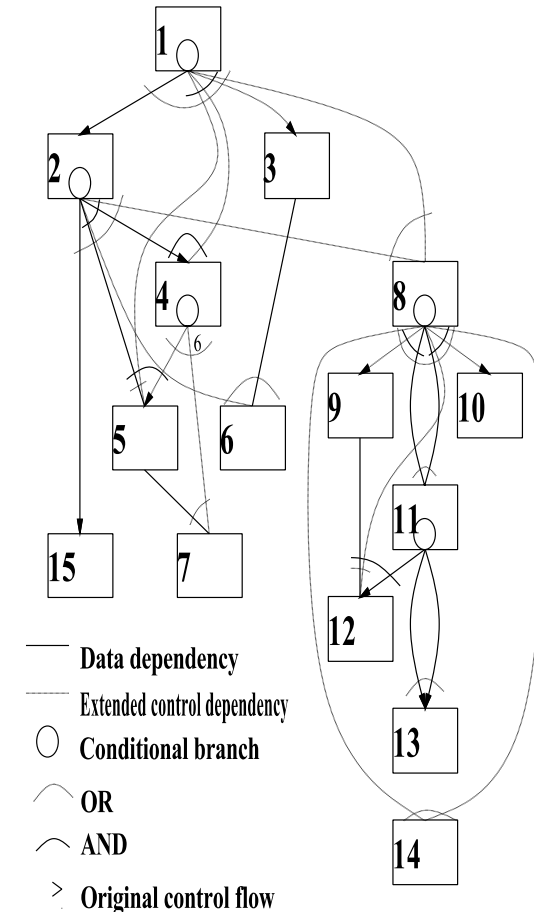 1
2
3
4
8
6
9
10
5
6
11
15
7
12
Data dependency
13
Extended control dependency
Conditional branch
OR
AND
14
Original control flow